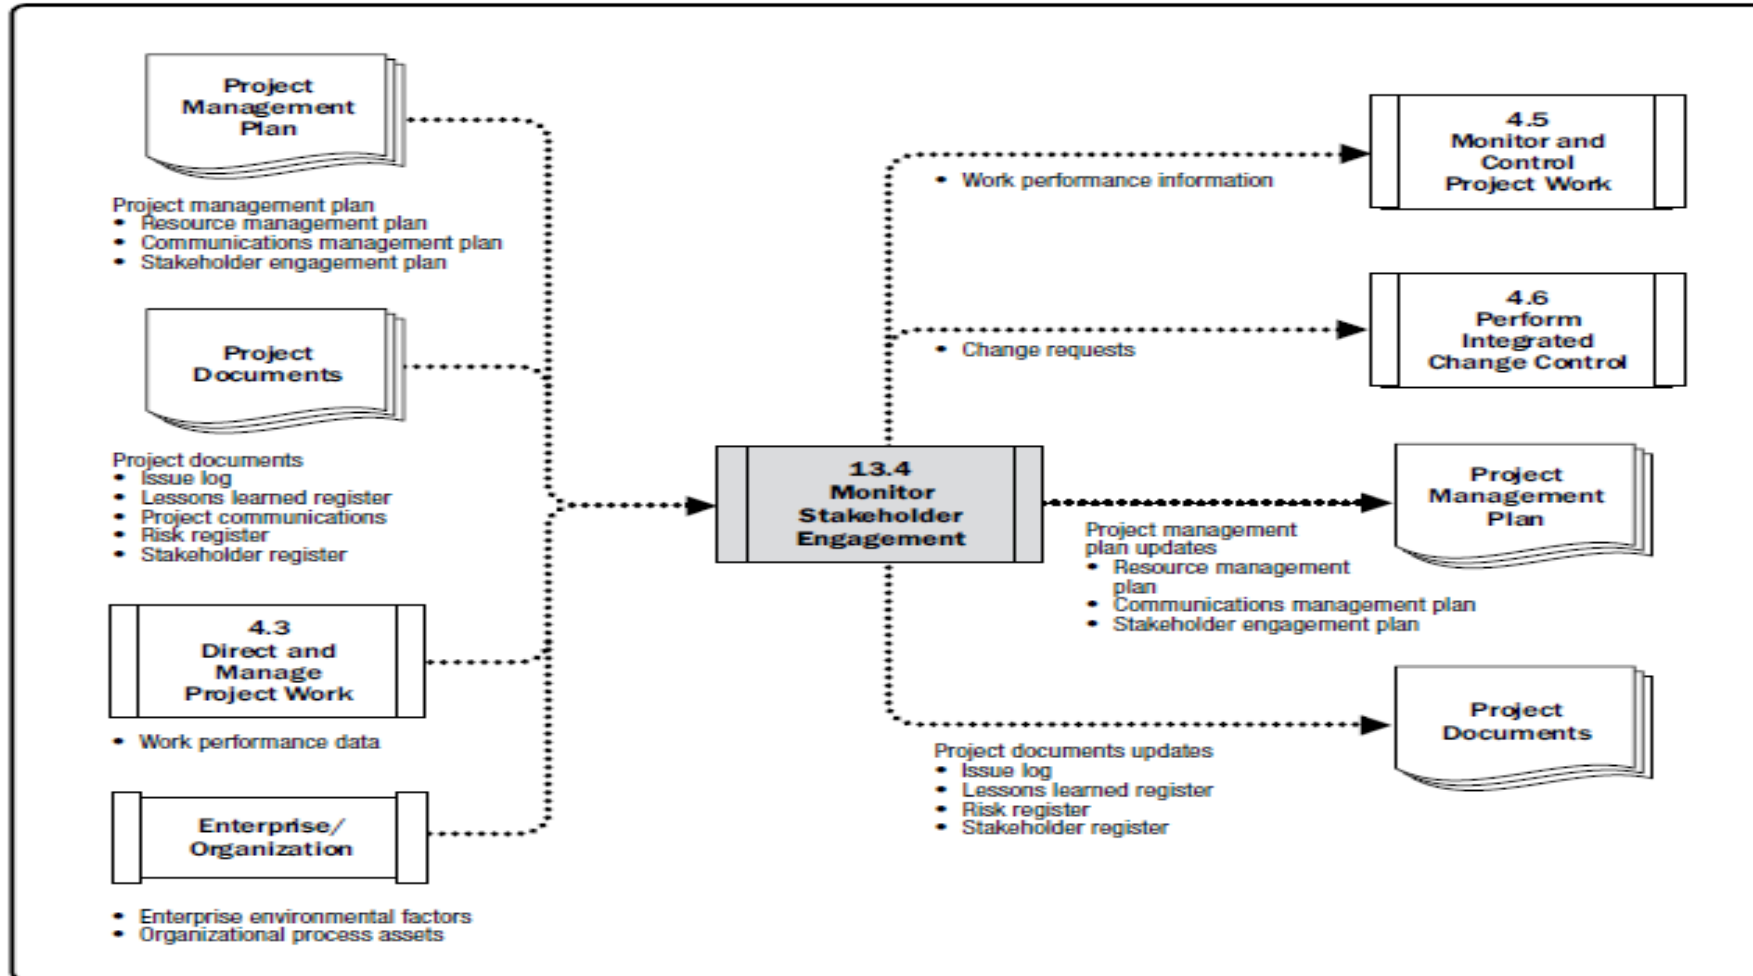 Project
Management
Plan
Project management plan
• Resource management plan
• Communications management plan
• Stakeholder engagement plan
Project
Documents
Project documents
• Issue log
• Lessons learned register
• Project communications
• Risk register
• Stakeholder register
4.3
Direct and
Manage
Project Work
• Work performance data
Enterprise/
Organization
• Enterprise environmental factors
• Organizational process assets
13.4
Monitor
Stakeholder
Engagement
• Work performance information
4.5
Monitor and
Control
Project Work
• Change requests
4.6
Perform
Integrated
Change Control
Project management
plan updates
• Resource management
plan
• Communications management plan
• Stakeholder engagement plan
Project
Management
Plan
Project documents updates
• Issue log
• Lessons learned register
• Risk register
• Stakeholder register
Project
Documents